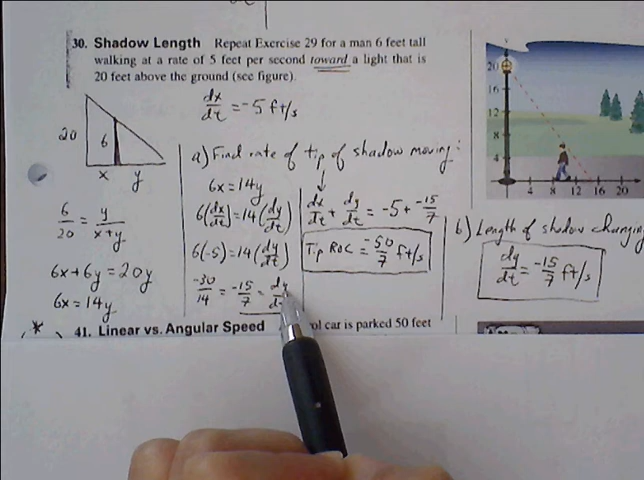 30. Shadow Length Repeat Exercise 29 for a man 6 feet tall
walking at a rate of 5 feet per second toward a light that is
20 feet above the ground (see figure).
dx/dt = -5 ft/s
20
6
x y
6/20 = y/(x+y)
6x + 6y = 20y
6x = 14y
a) Find rate of tip of shadow moving:
6x = 14y
6(dx/dt) = 14(dy/dt)
6(-5) = 14(dy/dt)
-30/14 = -15/7 = dy/d
dx/dt + dy/dt = -5 + -15/7
Tip ROC = -50/7 ft/s
b) Length of shadow changing
dy/dt = -15/7 ft/s
y
20
16
12
8
4
4 8 12 16 20
*
41. Linear vs. Angular Speed
ol car is parked 50 feet